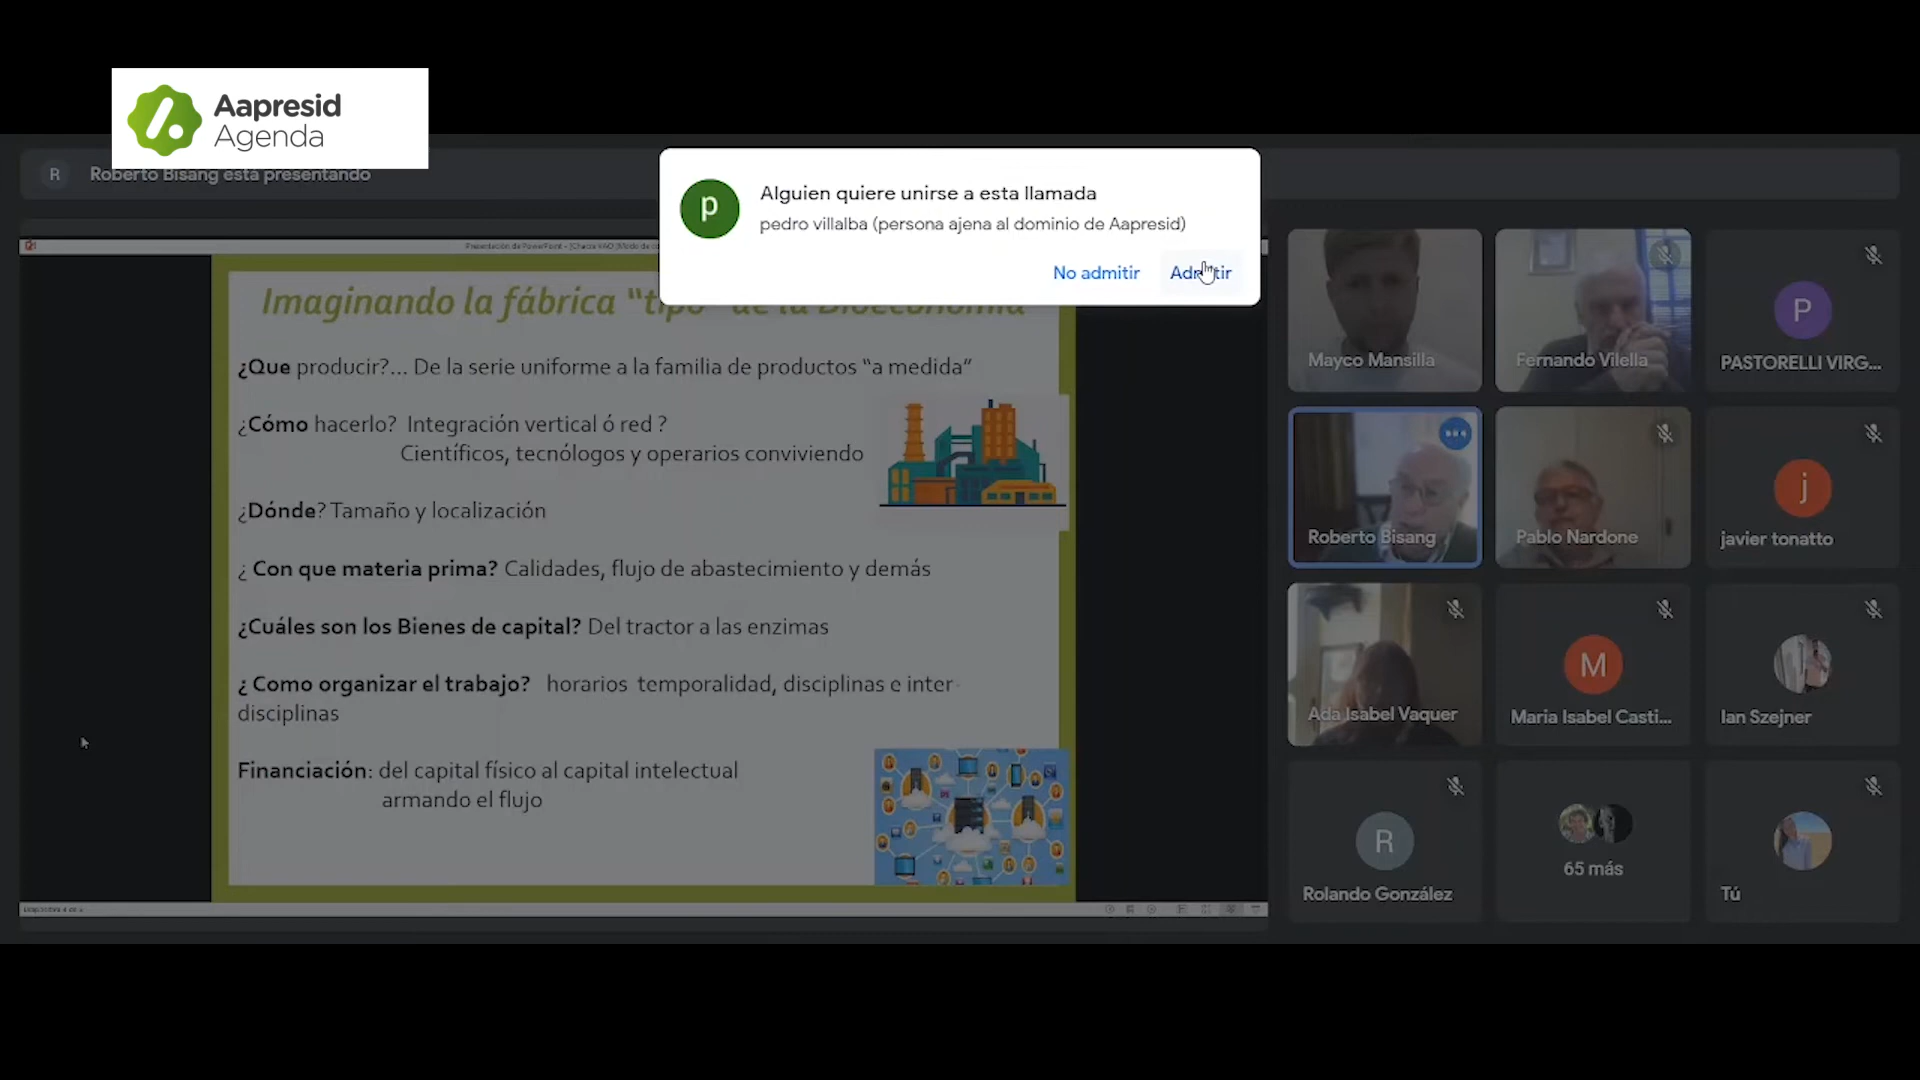 Aapresid
Agenda
R
Roberto Bisang está presentando
p
Alguien quiere unirse a esta llamada
pedro villalba (persona ajena al dominio de Aapresid)
No admitir
Admitir
Imaginando la fábrica "tipo" de la Bioeconomía
¿Que producir?... De la serie uniforme a la familia de productos “a medida”
¿Cómo hacerlo? Integración vertical ó red ?
Científicos, tecnólogos y operarios conviviendo
¿Dónde? Tamaño y localización
¿ Con que materia prima? Calidades, flujo de abastecimiento y demás
¿Cuáles son los Bienes de capital? Del tractor a las enzimas
¿ Como organizar el trabajo? horarios temporalidad, disciplinas e inter-
disciplinas
Financiación: del capital físico al capital intelectual
armando el flujo
Mayco Mansilla
Fernando Vilella
P
PASTORELLI VIRG...
Roberto Bisang
Pablo Nardone
j
javier tonatto
Ada Isabel Vaquer
M
Maria Isabel Casti...
Ian Szejner
R
Rolando González
65 más
Tú